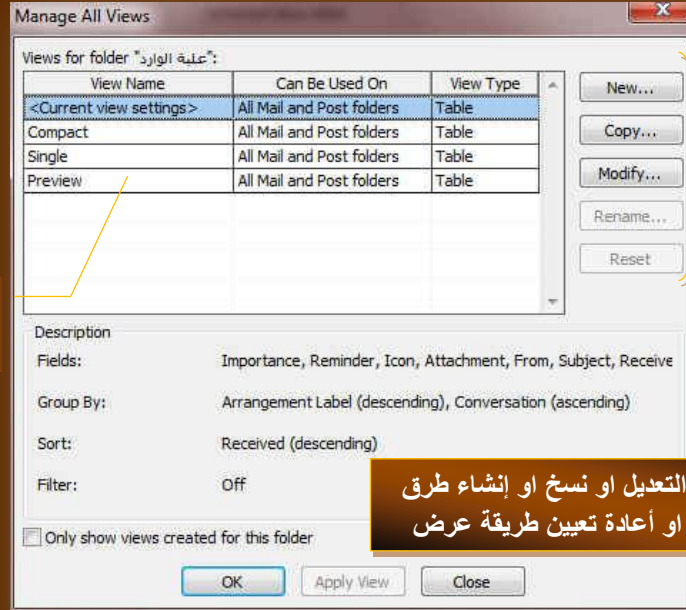 Manage All Views
Views for folder "علبة الوارد":
View Name Can Be Used On View Type
<Current view settings> All Mail and Post folders Table
Compact All Mail and Post folders Table
Single All Mail and Post folders Table
Preview All Mail and Post folders Table
New...
Copy...
Modify...
Rename...
Reset
Description
Fields: Importance, Reminder, Icon, Attachment, From, Subject, Receive
Group By: Arrangement Label (descending), Conversation (ascending)
Sort: Received (descending)
Filter: Off
التعديل او نسخ او إنشاء طرق
او أعادة تعيين طريقة عرض
Only show views created for this folder
OK Apply View Close